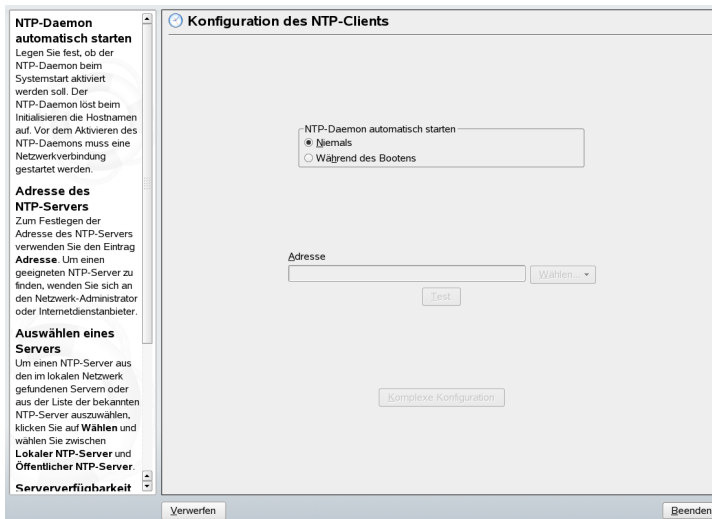 NTP-Daemon
automatisch starten
Legen Sie fest, ob der
NTP-Daemon beim
Systemstart aktiviert
werden soll. Der
NTP-Daemon löst beim
Initialisieren die Hostnamen
auf. Vor dem Aktivieren des
NTP-Daemons muss eine
Netzwerkverbindung
gestartet werden.
Adresse des
NTP-Servers
Zum Festlegen der
Adresse des NTP-Servers
verwenden Sie den Eintrag
Adresse. Um einen
geeigneten NTP-Server zu
finden, wenden Sie sich an
den Netzwerk-Administrator
oder Internetdienstanbieter.
Auswählen eines
Servers
Um einen NTP-Server aus
den im lokalen Netzwerk
gefundenen Servern oder
aus der Liste der bekannten
NTP-Server auszuwählen,
klicken Sie auf Wählen und
wählen Sie zwischen
Lokaler NTP-Server und
Öffentlicher NTP-Server.
Serververfügbarkeit
Konfiguration des NTP-Clients
NTP-Daemon automatisch starten
Niemals
Während des Bootens
Adresse
Wählen...
Test
Komplexe Konfiguration
Verwerfen
Beenden